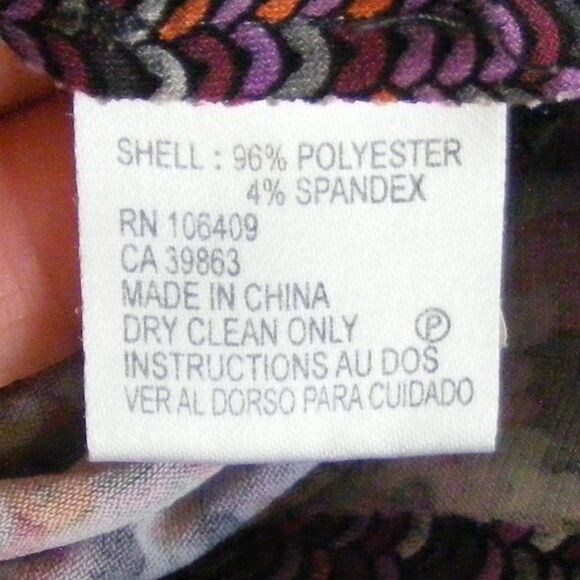 SHELL : 96% POLYESTER
4% SPANDEX
RN 106409
CA 39863
MADE IN CHINA
DRY CLEAN ONLY Ⓟ
INSTRUCTIONS AU DOS
VER AL DORSO PARA CUIDADO